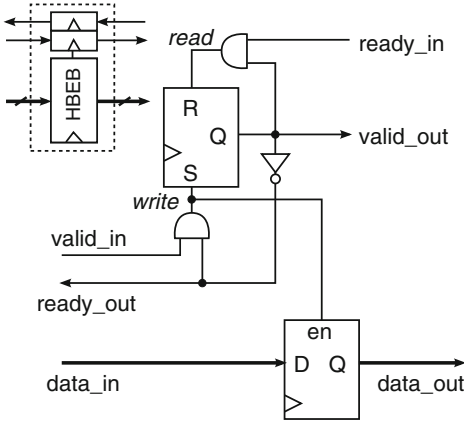 read
ready_in
HBEB
R
Q
valid_out
S
write
valid_in
ready_out
en
D Q
data_in
data_out